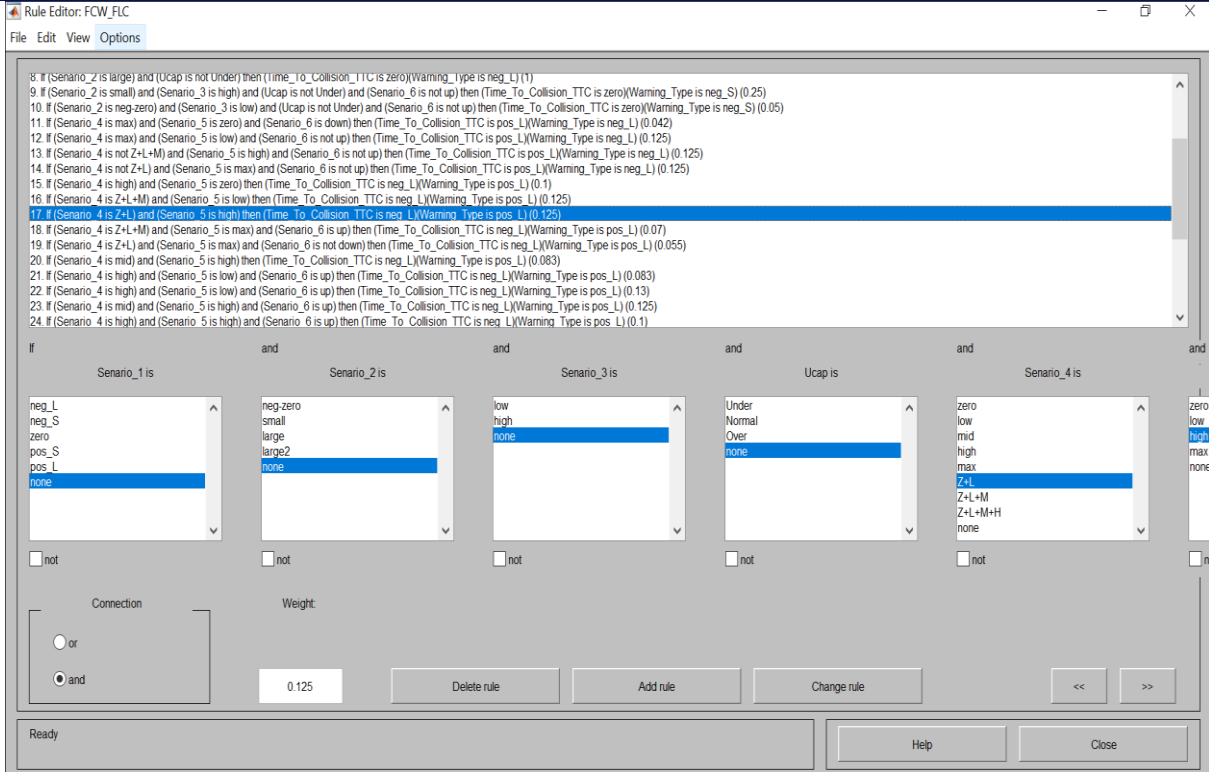 Rule Editor: FCW_FLC
File Edit View Options
8. If (Senario_2 is large) and (Ucap is not Under) then (Time_To_Collision_TTC is zero)(Warning_Type is neg_L) (1)
9. If (Senario_2 is small) and (Senario_3 is high) and (Ucap is not Under) and (Senario_6 is not up) then (Time_To_Collision_TTC is zero)(Warning_Type is neg_S) (0.25)
10. If (Senario_2 is neg-zero) and (Senario_3 is low) and (Ucap is not Under) and (Senario_6 is not up) then (Time_To_Collision_TTC is zero)(Warning_Type is neg_S) (0.05)
11. If (Senario_4 is max) and (Senario_5 is zero) and (Senario_6 is down) then (Time_To_Collision_TTC is pos_L)(Warning_Type is neg_L) (0.042)
12. If (Senario_4 is max) and (Senario_5 is low) and (Senario_6 is not up) then (Time_To_Collision_TTC is pos_L)(Warning_Type is neg_L) (0.125)
13. If (Senario_4 is not Z+L+M) and (Senario_5 is high) and (Senario_6 is not up) then (Time_To_Collision_TTC is pos_L)(Warning_Type is neg_L) (0.125)
14. If (Senario_4 is not Z+L) and (Senario_5 is max) and (Senario_6 is not up) then (Time_To_Collision_TTC is pos_L)(Warning_Type is neg_L) (0.125)
15. If (Senario_4 is high) and (Senario_5 is zero) then (Time_To_Collision_TTC is neg_L)(Warning_Type is pos_L) (0.1)
16. If (Senario_4 is Z+L+M) and (Senario_5 is low) then (Time_To_Collision_TTC is neg_L)(Warning_Type is pos_L) (0.125)
17. If (Senario_4 is Z+L) and (Senario_5 is high) then (Time_To_Collision_TTC is neg_L)(Warning_Type is pos_L) (0.125)
18. If (Senario_4 is Z+L+M) and (Senario_5 is max) and (Senario_6 is up) then (Time_To_Collision_TTC is neg_L)(Warning_Type is pos_L) (0.07)
19. If (Senario_4 is Z+L) and (Senario_5 is max) and (Senario_6 is not down) then (Time_To_Collision_TTC is neg_L)(Warning_Type is pos_L) (0.055)
20. If (Senario_4 is mid) and (Senario_5 is high) then (Time_To_Collision_TTC is neg_L)(Warning_Type is pos_L) (0.083)
21. If (Senario_4 is high) and (Senario_5 is low) and (Senario_6 is up) then (Time_To_Collision_TTC is neg_L)(Warning_Type is pos_L) (0.083)
22. If (Senario_4 is high) and (Senario_5 is low) and (Senario_6 is up) then (Time_To_Collision_TTC is neg_L)(Warning_Type is pos_L) (0.13)
23. If (Senario_4 is mid) and (Senario_5 is high) and (Senario_6 is up) then (Time_To_Collision_TTC is neg_L)(Warning_Type is pos_L) (0.125)
24. If (Senario_4 is high) and (Senario_5 is high) and (Senario_6 is up) then (Time_To_Collision_TTC is neg_L)(Warning_Type is pos_L) (0.1)
If and and and and and
Senario_1 is Senario_2 is Senario_3 is Ucap is Senario_4 is
neg_L neg-zero low Under zero zero
neg_S small high Normal low low
zero large none Over mid high
pos_S large2 none high max
pos_L none max none
none Z+L
Z+L+M
Z+L+M+H
none
not not not not not
Connection Weight:
or
and 0.125 Delete rule Add rule Change rule << >>
Ready Help Close